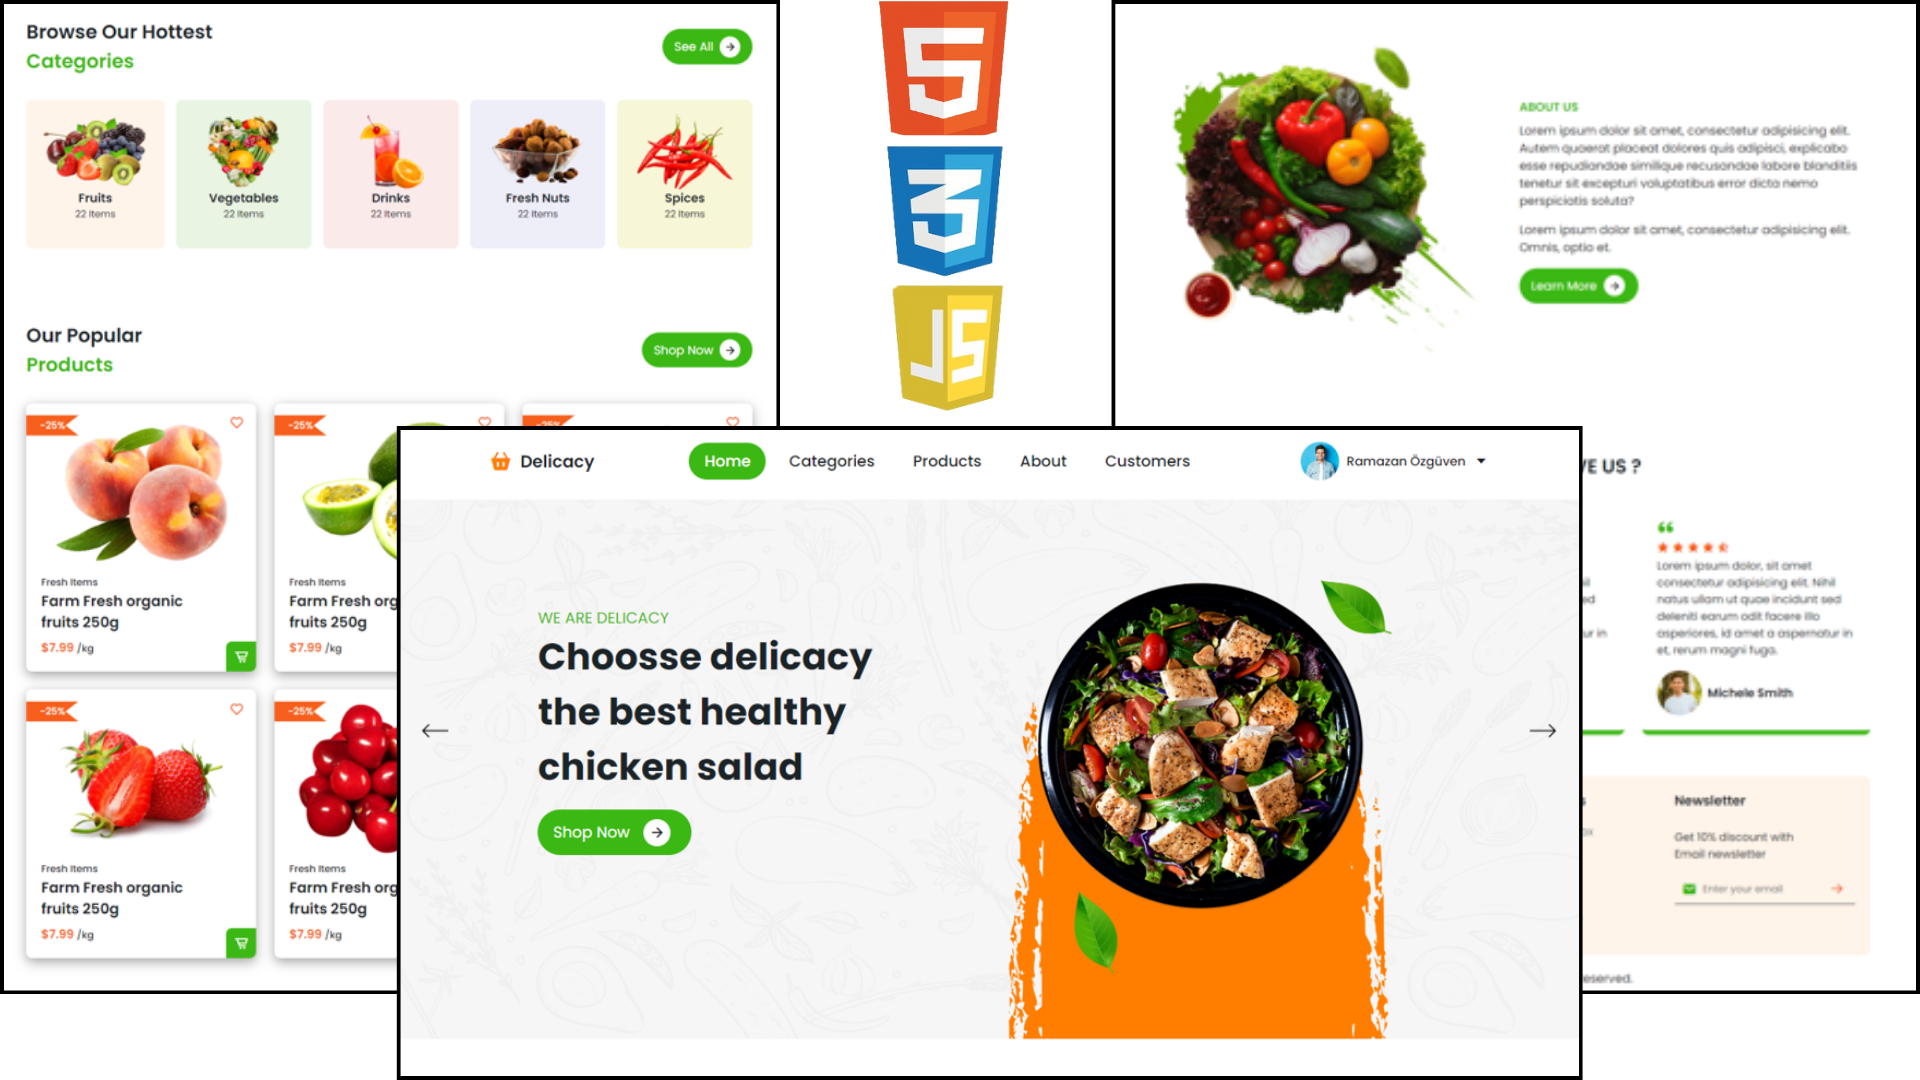 Browse Our Hottest
Categories
See All
Fruits
22 Items
Vegetables
22 Items
Drinks
22 Items
Fresh Nuts
22 Items
Spices
22 Items
Our Popular
Products
Shop Now
-25%
-25%
-25%
Fresh Items
Farm Fresh organic
fruits 250g
$7.99 /kg
Fresh Items
Farm Fresh org
fruits 250g
$7.99 /kg
-25%
-25%
Fresh Items
Farm Fresh organic
fruits 250g
$7.99 /kg
Fresh Items
Farm Fresh org
fruits 250g
$7.99 /kg
5
3
JS
ABOUT US
Lorem ipsum dolor sit amet, consectetur adipisicing elit.
Autem quaerat placeat dolores quis adipisci, explicabo
esse repudiandae similique recusandae labore blanditiis
tenetur sit excepturi voluptatibus error dicta nemo
perspiciatis soluta?
Lorem ipsum dolor sit amet, consectetur adipisicing elit.
Omnis, optio et.
Learn More
Delicacy
Home
Categories
Products
About
Customers
Ramazan Özgüven
WE ARE DELICACY
Choosse delicacy
the best healthy
chicken salad
Shop Now
VE US ?
Lorem ipsum dolor, sit amet
consectetur adipisicing elit. Nihil
natus ullam ut quae incidunt sed
deleniti earum odit facere illo
asperiores, id amet a aspernatur in
et, rerum magni fuga.
Michele Smith
Newsletter
Get 10% discount with
Email newsletter
Enter your email
eserved.